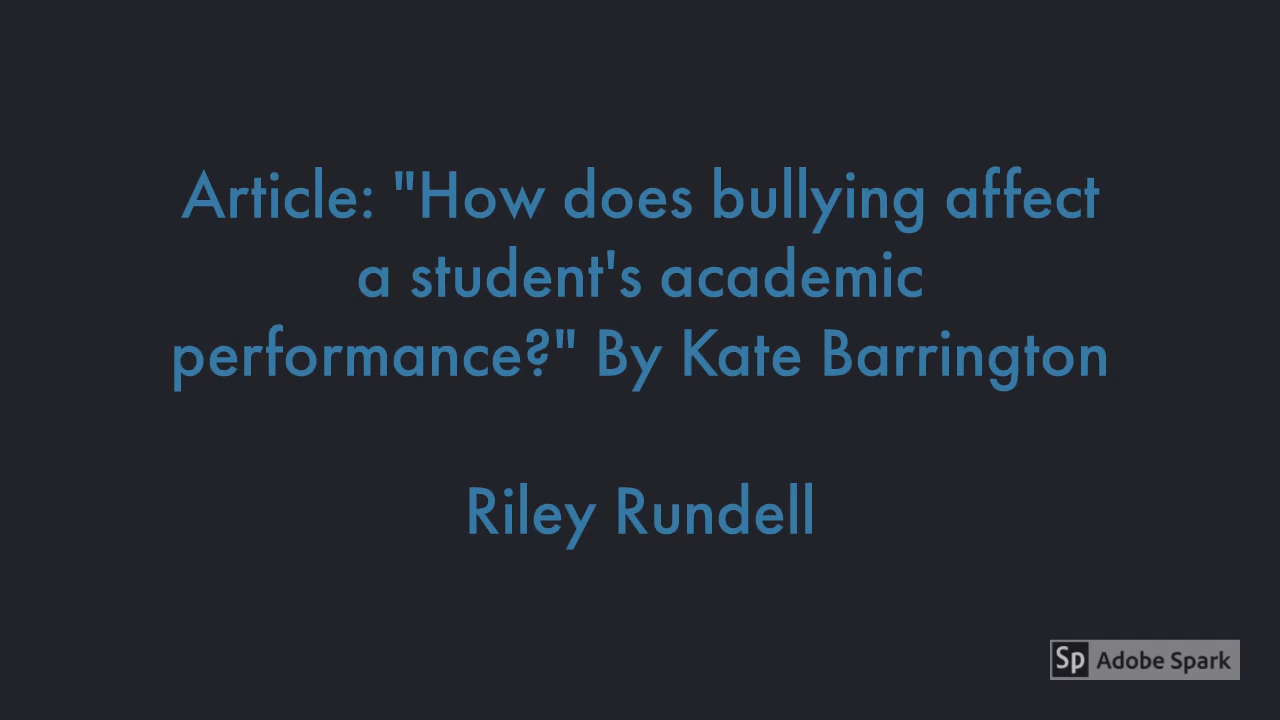 Article: "How does bullying affect
a student's academic
performance?" By Kate Barrington
Riley Rundell
Sp Adobe Spark